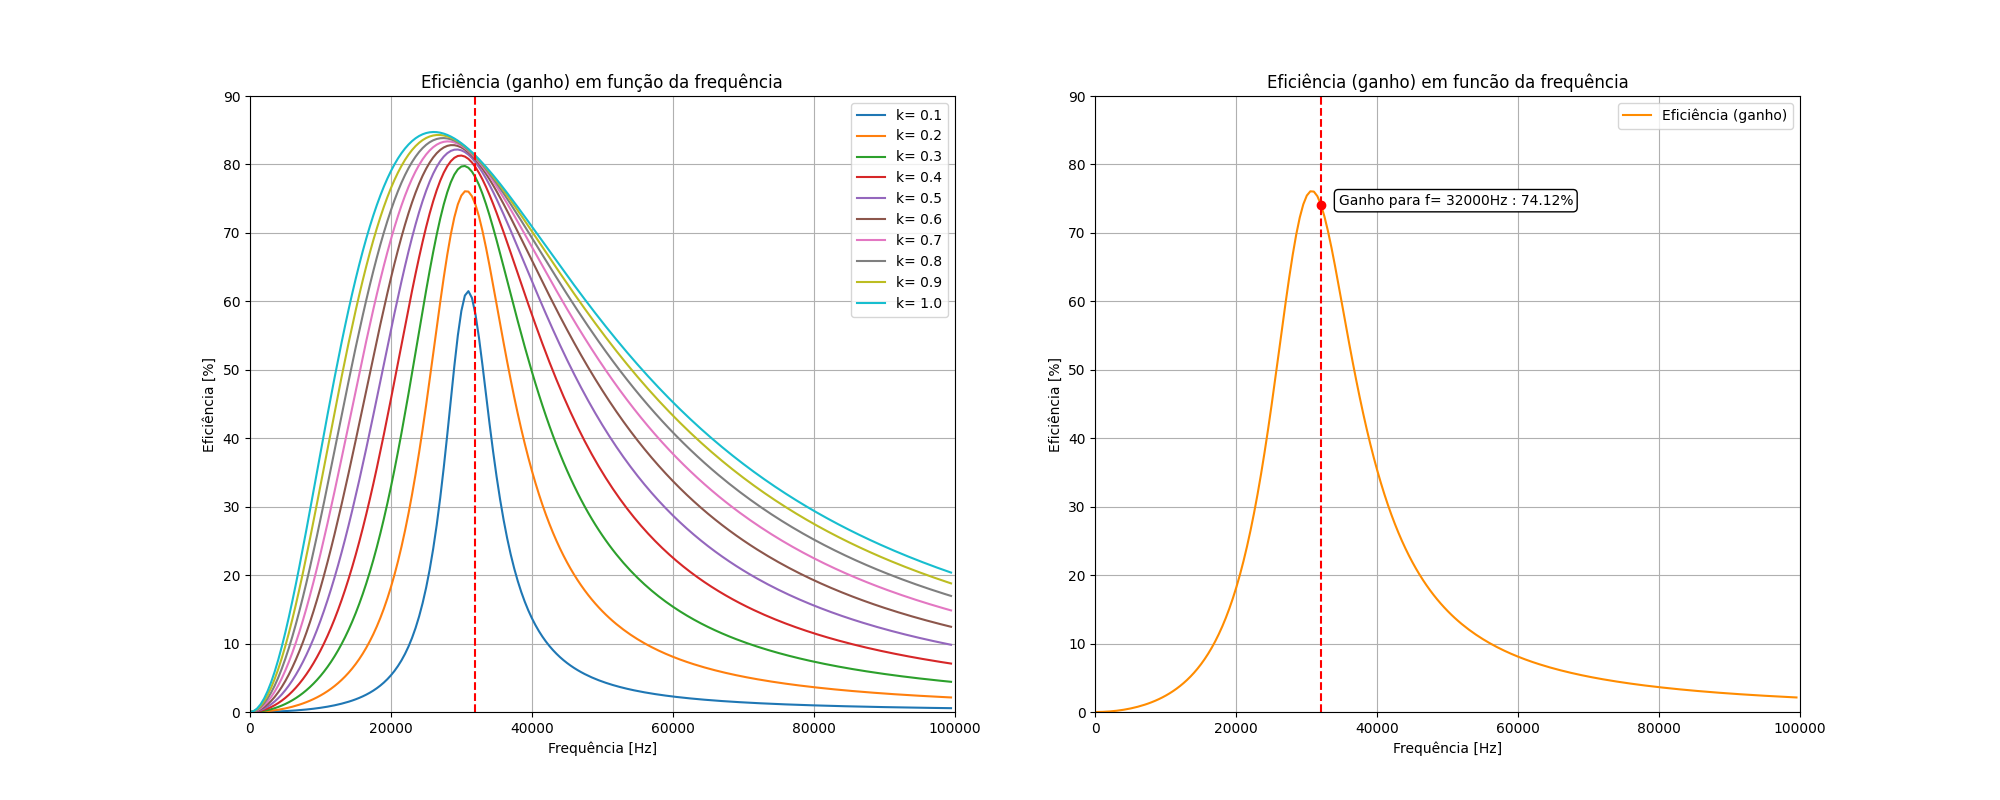 Eficiência (ganho) em função da frequência
90
80
70
60
50
40
30
20
10
0
Eficiência [%]
k= 0.1
k= 0.2
k= 0.3
k= 0.4
k= 0.5
k= 0.6
k= 0.7
k= 0.8
k= 0.9
k= 1.0
0 20000 40000 60000 80000 100000
Frequência [Hz]
Eficiência (ganho) em funcão da frequência
90
80
70
60
50
40
30
20
10
0
Eficiência [%]
Eficiência (ganho)
Ganho para f= 32000Hz : 74.12%
0 20000 40000 60000 80000 100000
Frequência [Hz]